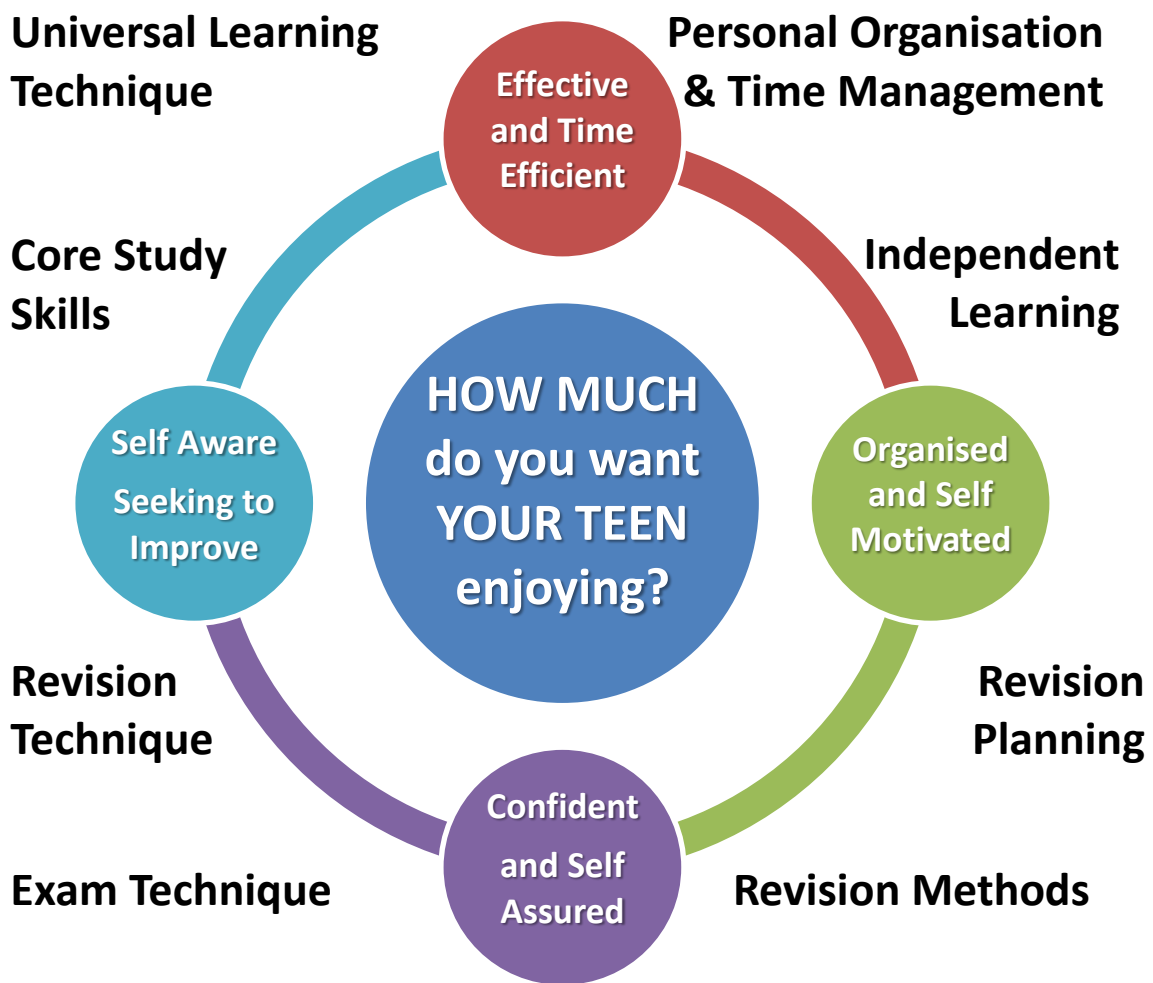 Universal Learning
Technique
Effective
and Time
Efficient
Personal Organisation
& Time Management
Core Study
Skills
Independent
Learning
Self Aware
Seeking to
Improve
HOW MUCH
do you want
YOUR TEEN
enjoying?
Organised
and Self
Motivated
Revision
Technique
Revision
Planning
Exam Technique
Confident
and Self
Assured
Revision Methods